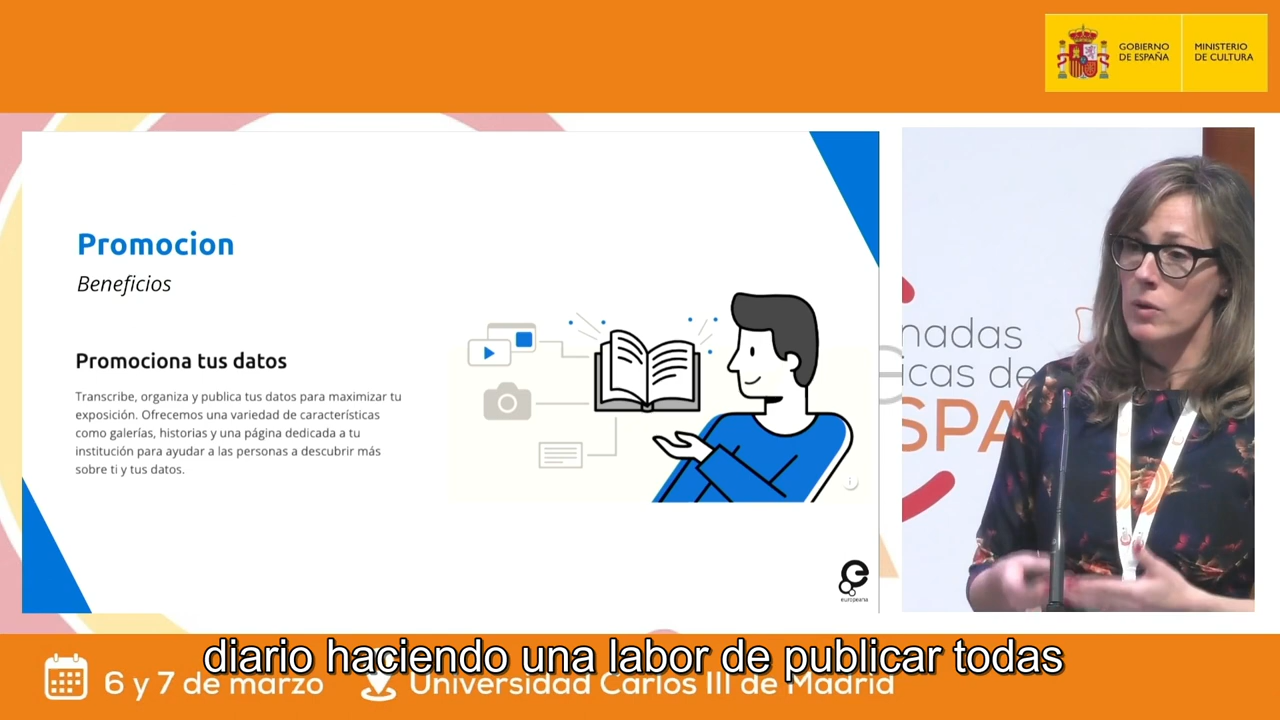 GOBIERNO
DE ESPAÑA
MINISTERIO
DE CULTURA
Promocion
Beneficios
Promociona tus datos
Transcribe, organiza y publica tus datos para maximizar tu
exposición. Ofrecemos una variedad de características
como galerías, historias y una página dedicada a tu
institución para ayudar a las personas a descubrir más
sobre ti y tus datos.
europeana
nadas
icas de
SPA
diario haciendo una labor de publicar todas
6 y 7 de marzo
Universidad Carlos III de Madrid